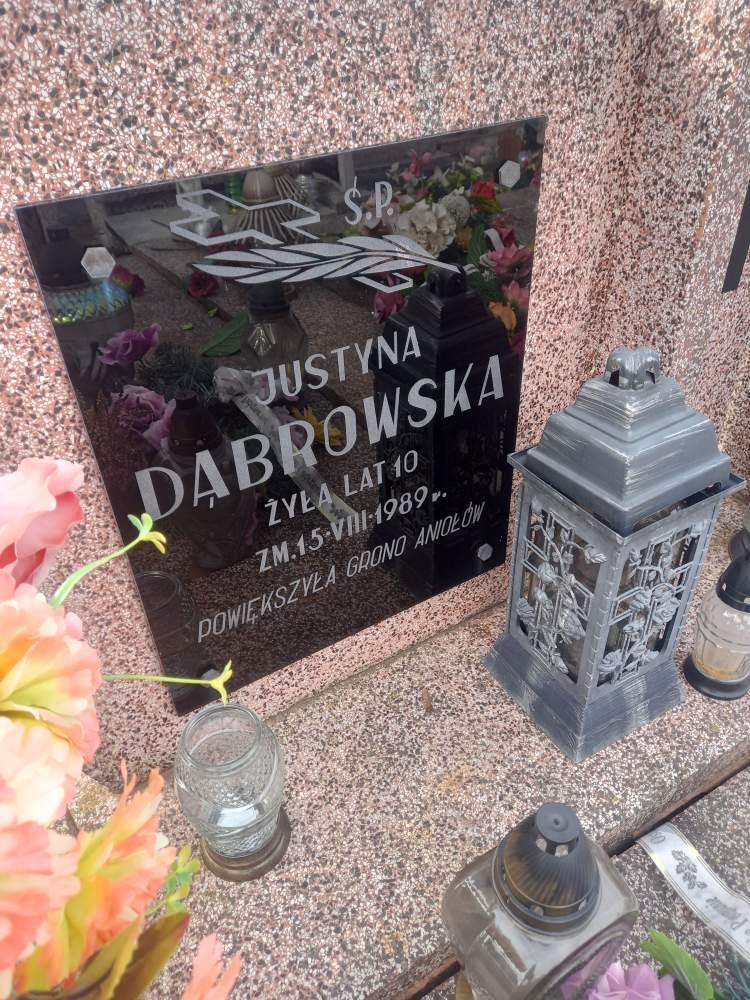 Ś.P.
JUSTYNA
DĄBROWSKA
ŻYŁA LAT 10
ZM. 15·VIII·1989 r.
POWIĘKSZYŁA GRONO ANIOŁÓW